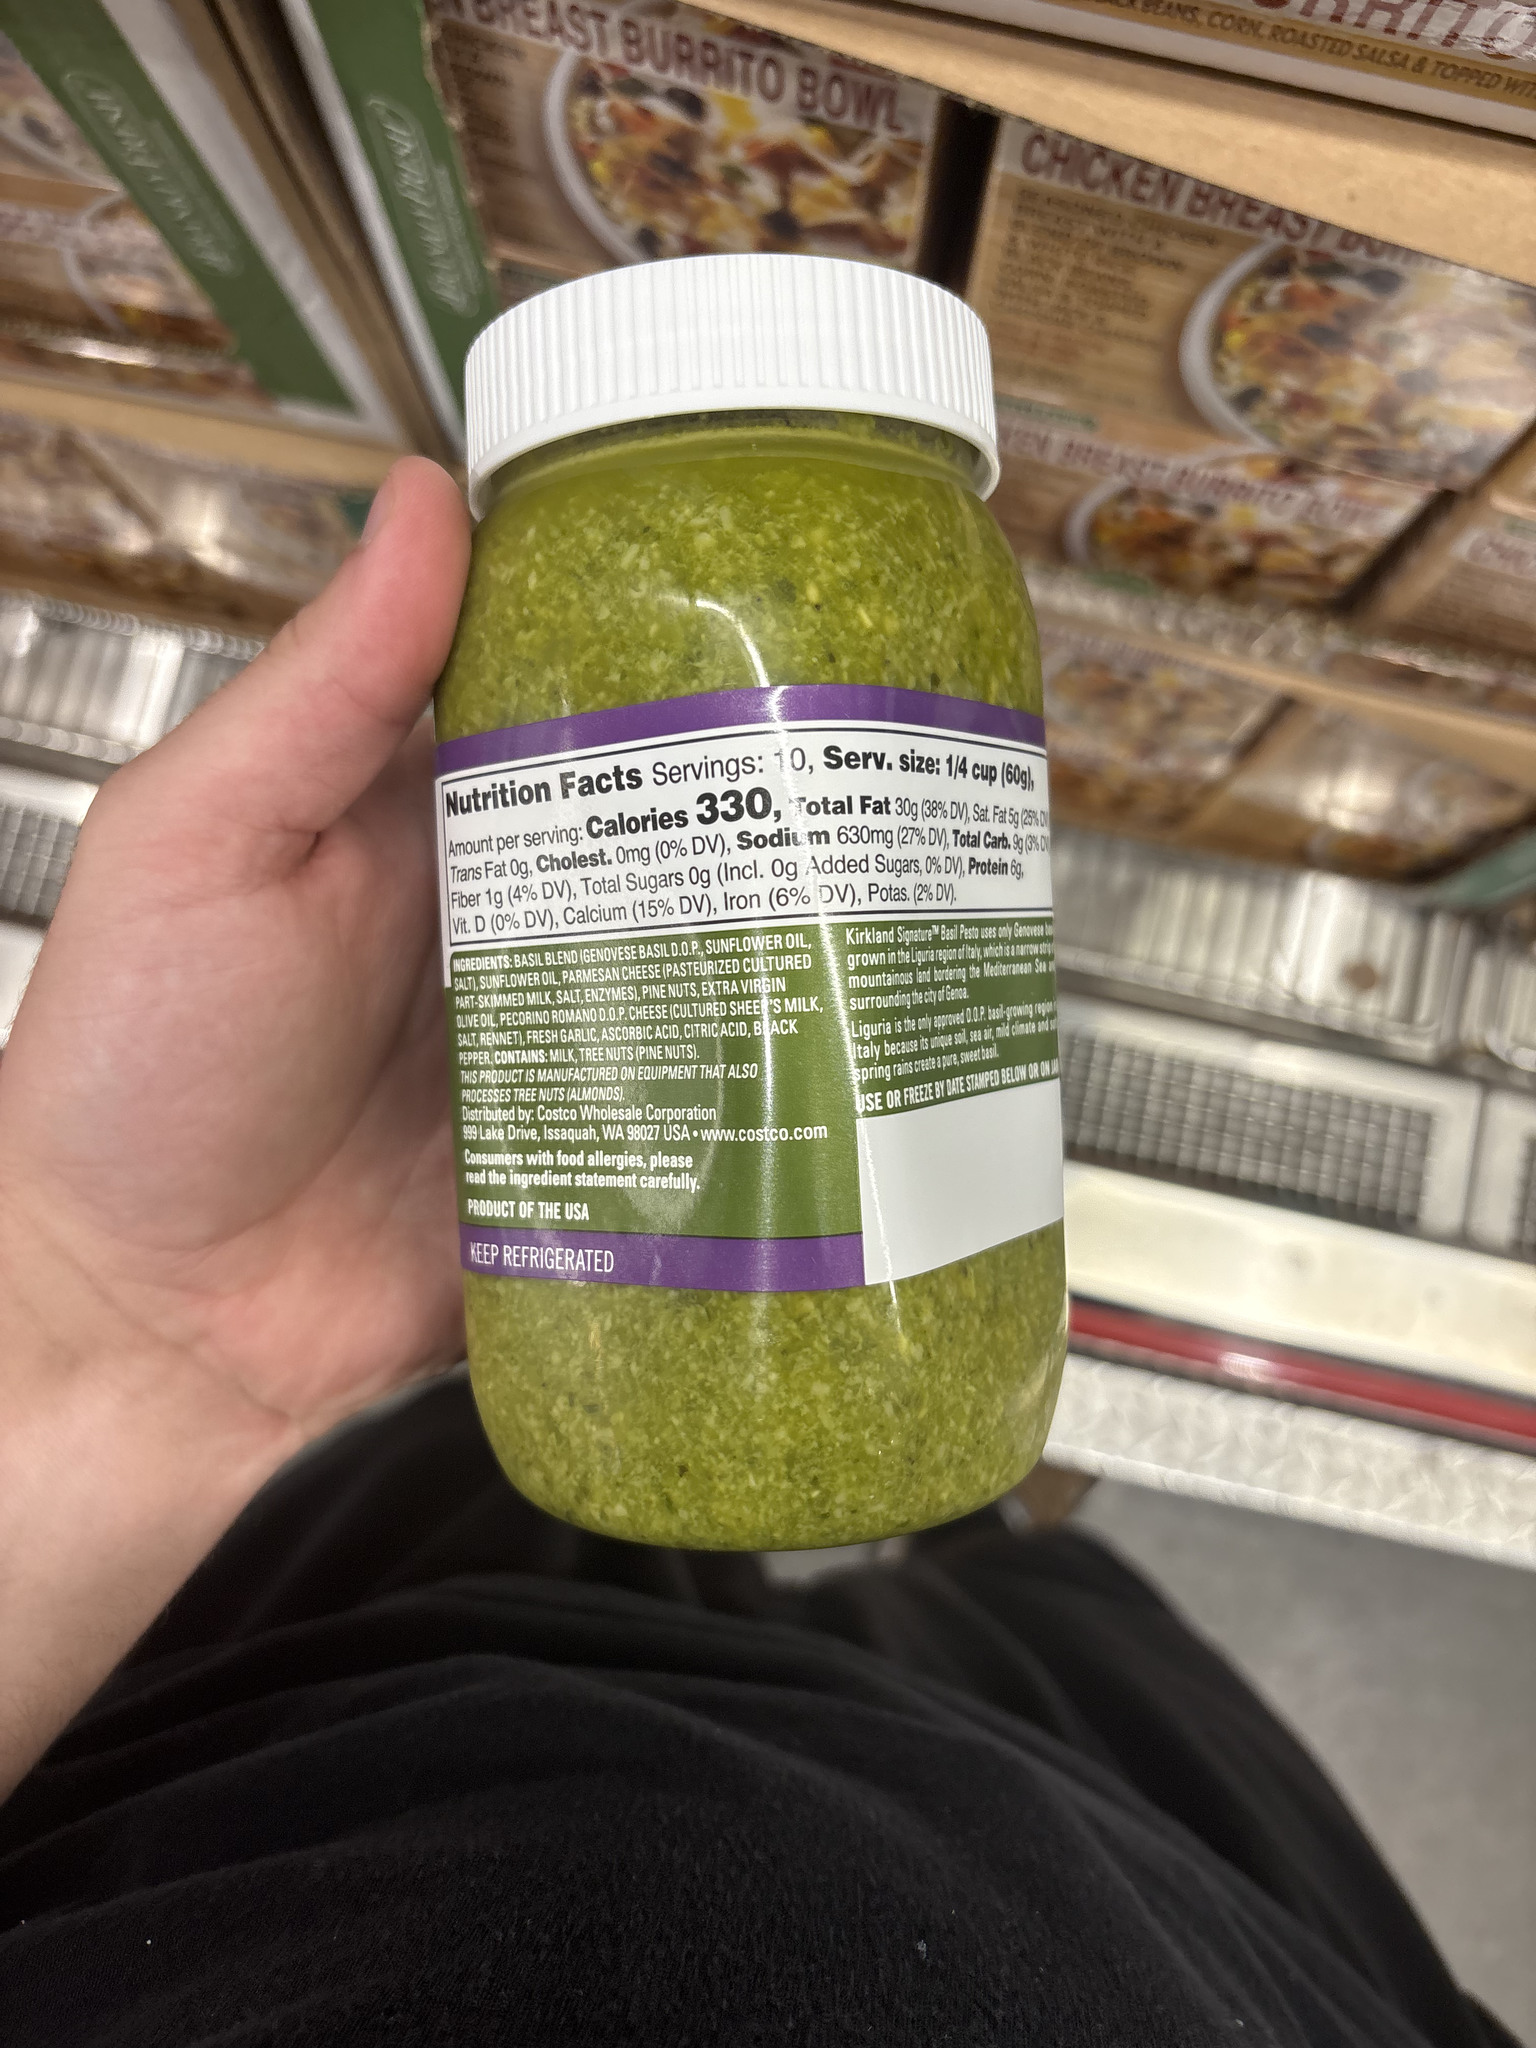 BREAST BURRITO BOWL
BLACK BEANS, CORN, ROASTED SALSA & TOPPED WITH
CHICKEN BREAST
BREAST BURRITO BOWL
Nutrition Facts Servings: 10, Serv. size: 1/4 cup (60g),
Amount per serving: Calories 330, Total Fat 30g (38% DV), Sat. Fat 5g (25% DV)
Trans Fat 0g, Cholest. 0mg (0% DV), Sodium 630mg (27% DV), Total Carb. 9g (3% DV)
Fiber 1g (4% DV), Total Sugars 0g (Incl. 0g Added Sugars, 0% DV), Protein 6g,
Vit. D (0% DV), Calcium (15% DV), Iron (6% DV), Potas. (2% DV).
INGREDIENTS: BASIL BLEND (GENOVESE BASIL D.O.P., SUNFLOWER OIL,
SALT), SUNFLOWER OIL, PARMESAN CHEESE (PASTEURIZED CULTURED
PART-SKIMMED MILK, SALT, ENZYMES), PINE NUTS, EXTRA VIRGIN
OLIVE OIL, PECORINO ROMANO D.O.P. CHEESE (CULTURED SHEEP'S MILK,
SALT, RENNET), FRESH GARLIC, ASCORBIC ACID, CITRIC ACID, BLACK
PEPPER. CONTAINS: MILK, TREE NUTS (PINE NUTS).
THIS PRODUCT IS MANUFACTURED ON EQUIPMENT THAT ALSO
PROCESSES TREE NUTS (ALMONDS).
Distributed by: Costco Wholesale Corporation
999 Lake Drive, Issaquah, WA 98027 USA • www.costco.com
Consumers with food allergies, please
read the ingredient statement carefully.
PRODUCT OF THE USA
KEEP REFRIGERATED
Kirkland Signature™ Basil Pesto uses only Genovese
grown in the Liguria region of Italy, which is a narrow
mountainous land bordering the Mediterranean Sea
surrounding the city of Genoa.
Liguria is the only approved D.O.P. basil-growing region
Italy because its unique soil, sea air, mild climate and
spring rains create a pure, sweet basil.
USE OR FREEZE BY DATE STAMPED BELOW OR ON